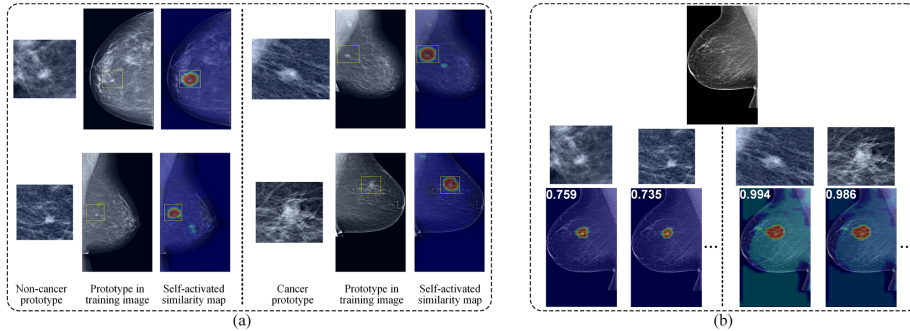 Non-cancer
prototype
Prototype in
training image
Self-activated
similarity map
Cancer
prototype
Prototype in
training image
Self-activated
similarity map
(a)
0.759
0.735
...
0.994
0.986
..
(b)